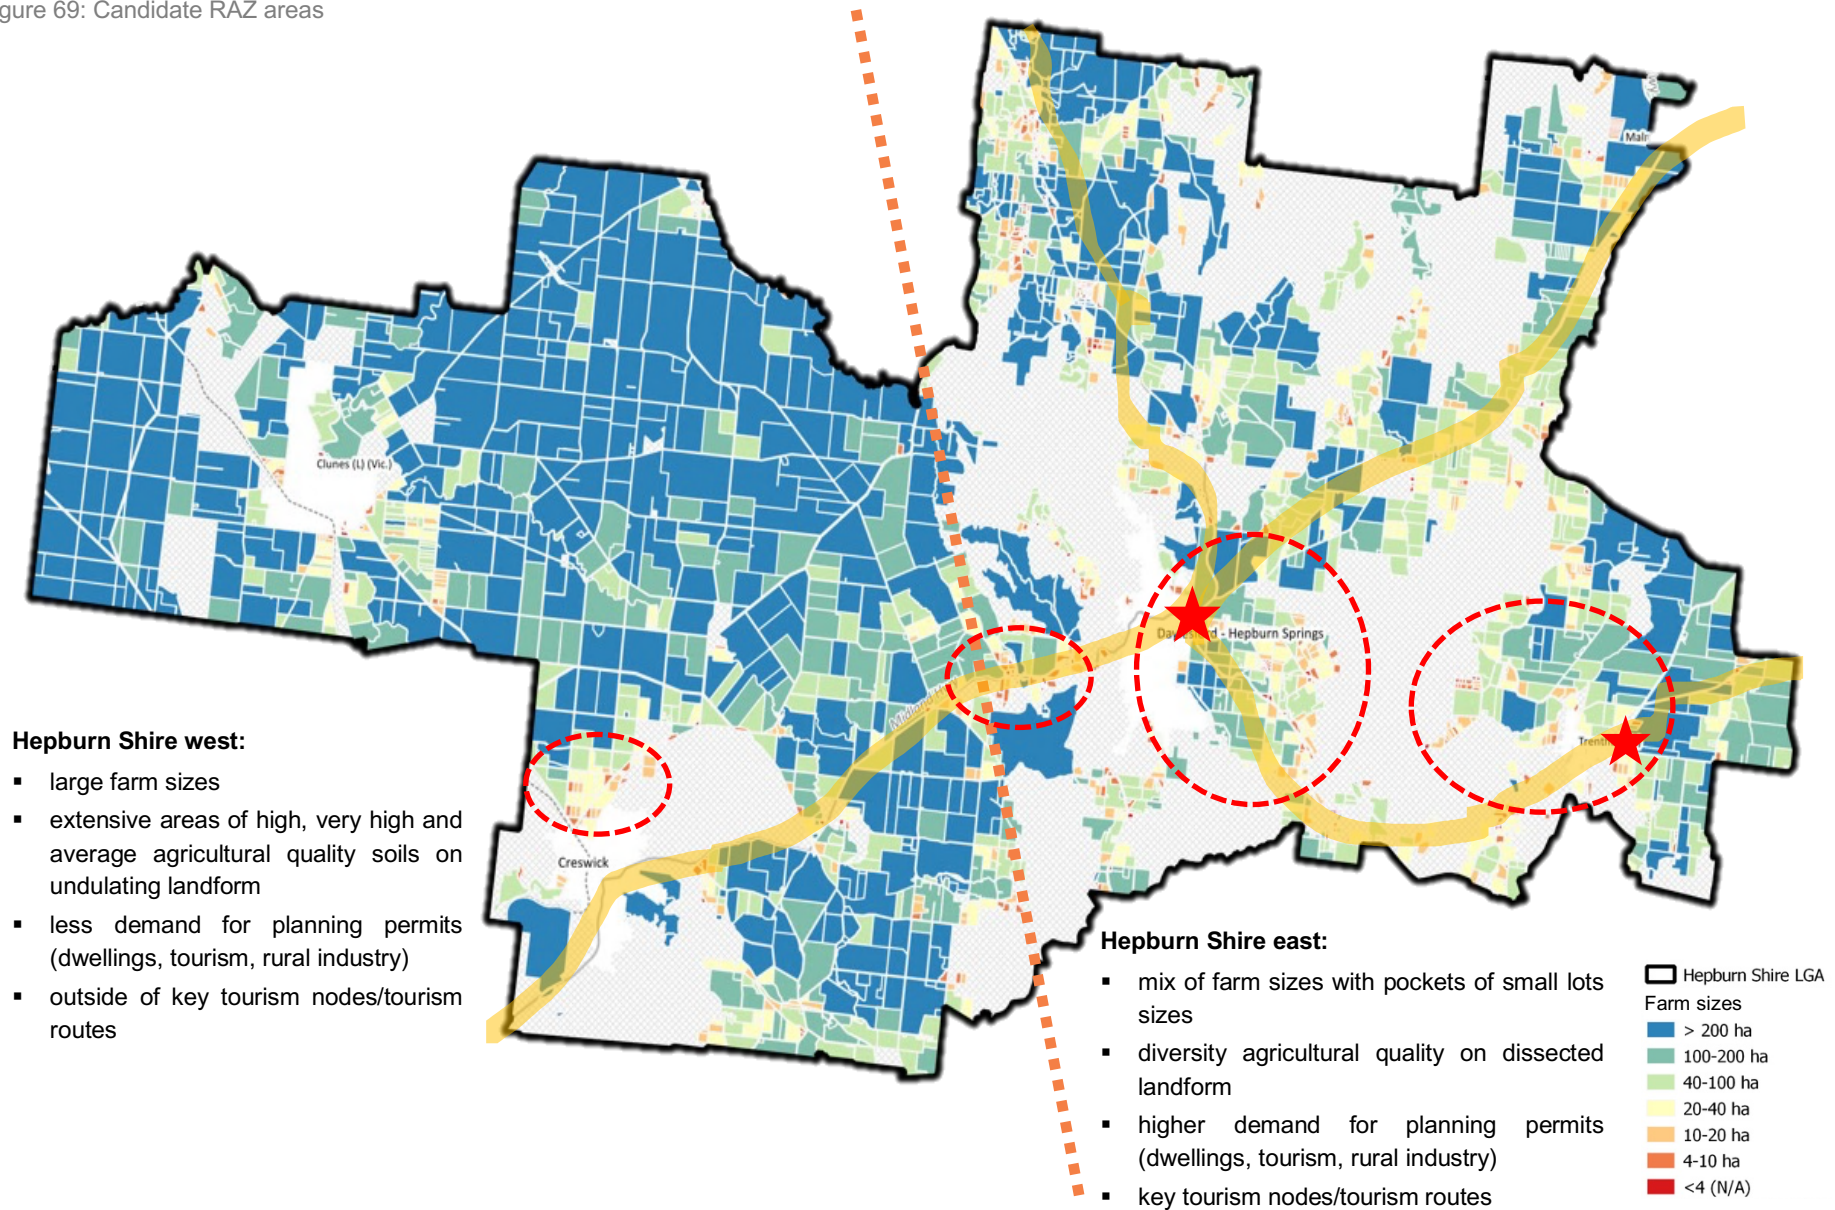 gure 69: Candidate RAZ areas
Clunes (L) (Vic.)
Creswick
- Hepburn Springs
Hepburn Shire west:
▪ large farm sizes
▪ extensive areas of high, very high and
average agricultural quality soils on
undulating landform
▪ less demand for planning permits
(dwellings, tourism, rural industry)
▪ outside of key tourism nodes/tourism
routes
Hepburn Shire east:
▪ mix of farm sizes with pockets of small lots
sizes
▪ diversity agricultural quality on dissected
landform
▪ higher demand for planning permits
(dwellings, tourism, rural industry)
▪ key tourism nodes/tourism routes
Hepburn Shire LGA
Farm sizes
> 200 ha
100-200 ha
40-100 ha
20-40 ha
10-20 ha
4-10 ha
<4 (N/A)